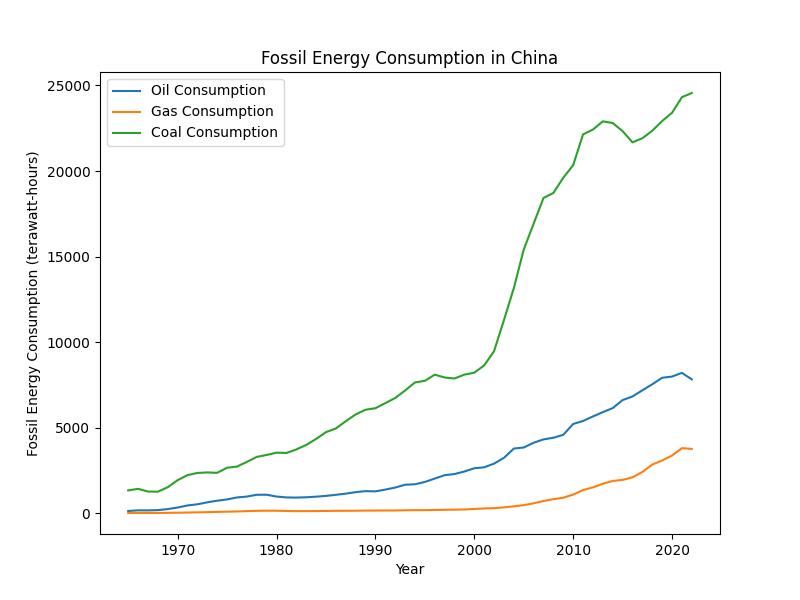 Fossil Energy Consumption in China
Oil Consumption
Gas Consumption
Coal Consumption
25000
20000
15000
10000
5000
0
Fossil Energy Consumption (terawatt-hours)
1970 1980 1990 2000 2010 2020
Year